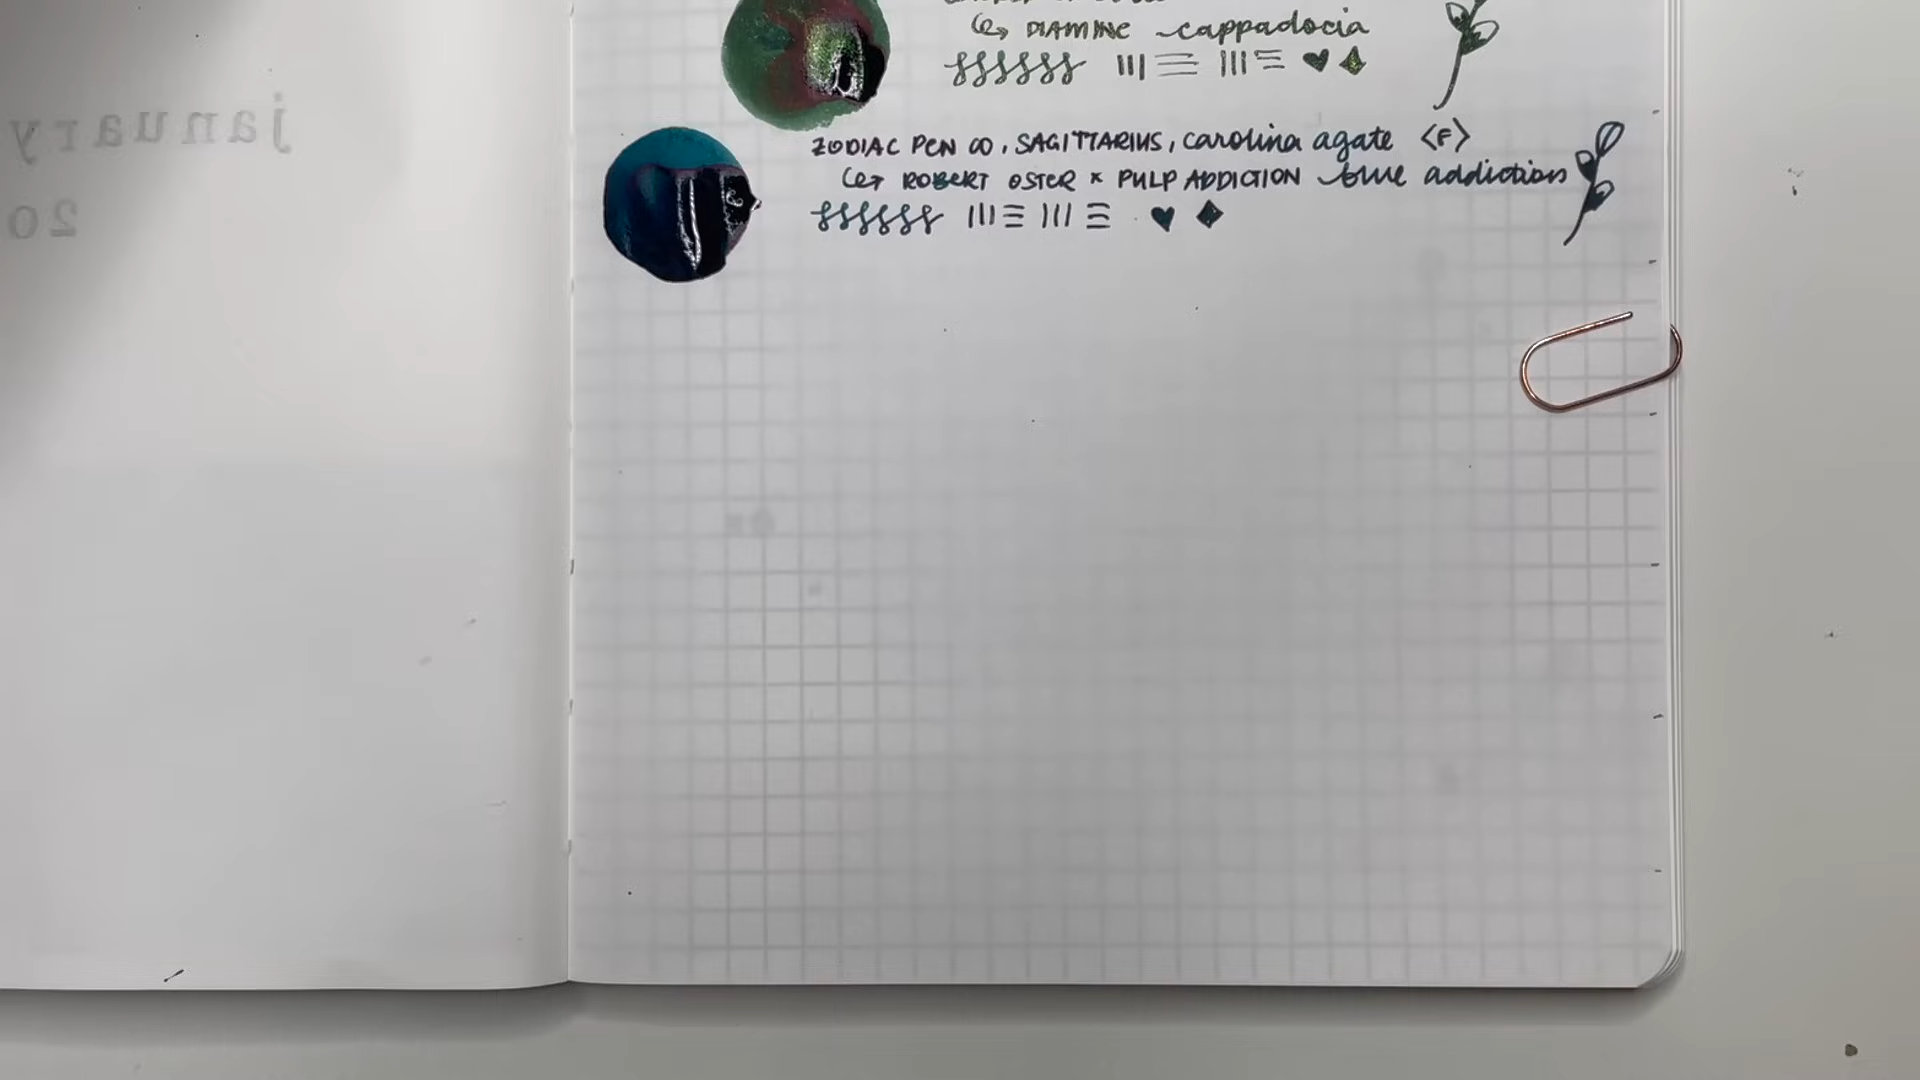 DIAMINE ~cappadocia
ZODIAC PEN CO, SAGITTARIUS, carolina agate <F>
ROBERT OSTER × PULP ADDICTION ~blue addiction
january
20